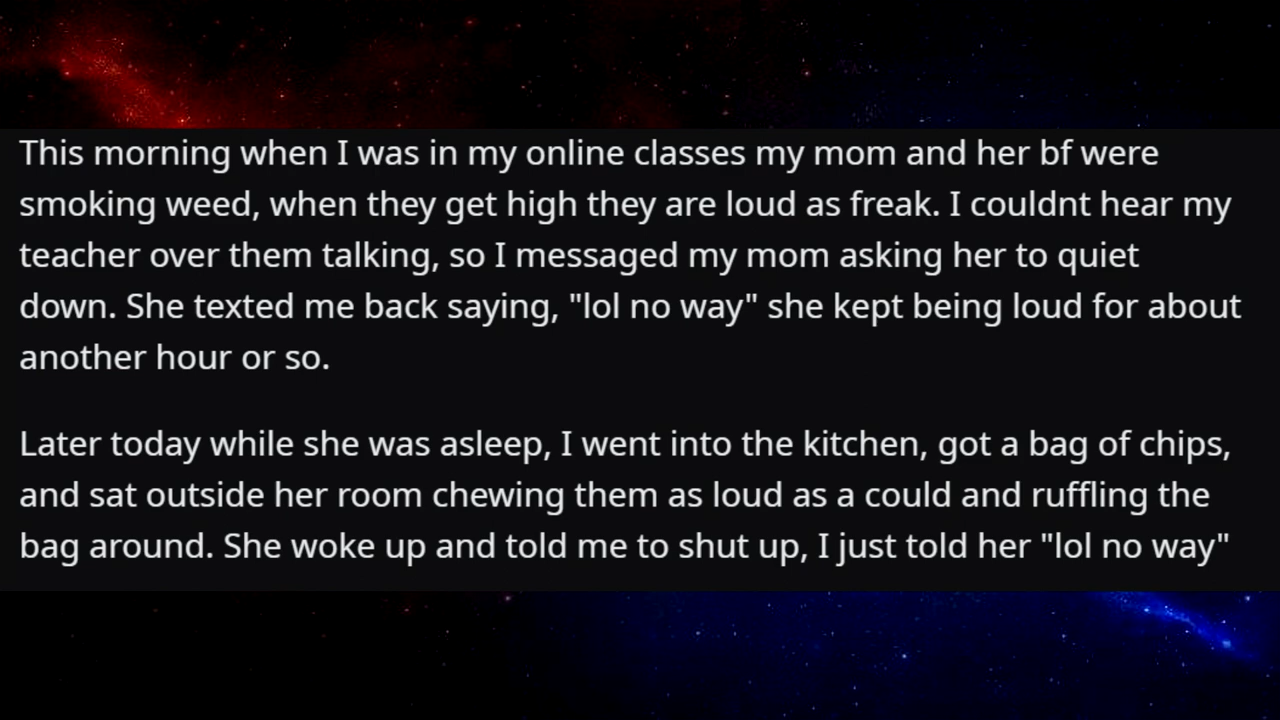 This morning when I was in my online classes my mom and her bf were
smoking weed, when they get high they are loud as freak. I couldnt hear my
teacher over them talking, so I messaged my mom asking her to quiet
down. She texted me back saying, "lol no way" she kept being loud for about
another hour or so.
Later today while she was asleep, I went into the kitchen, got a bag of chips,
and sat outside her room chewing them as loud as a could and ruffling the
bag around. She woke up and told me to shut up, I just told her "lol no way"